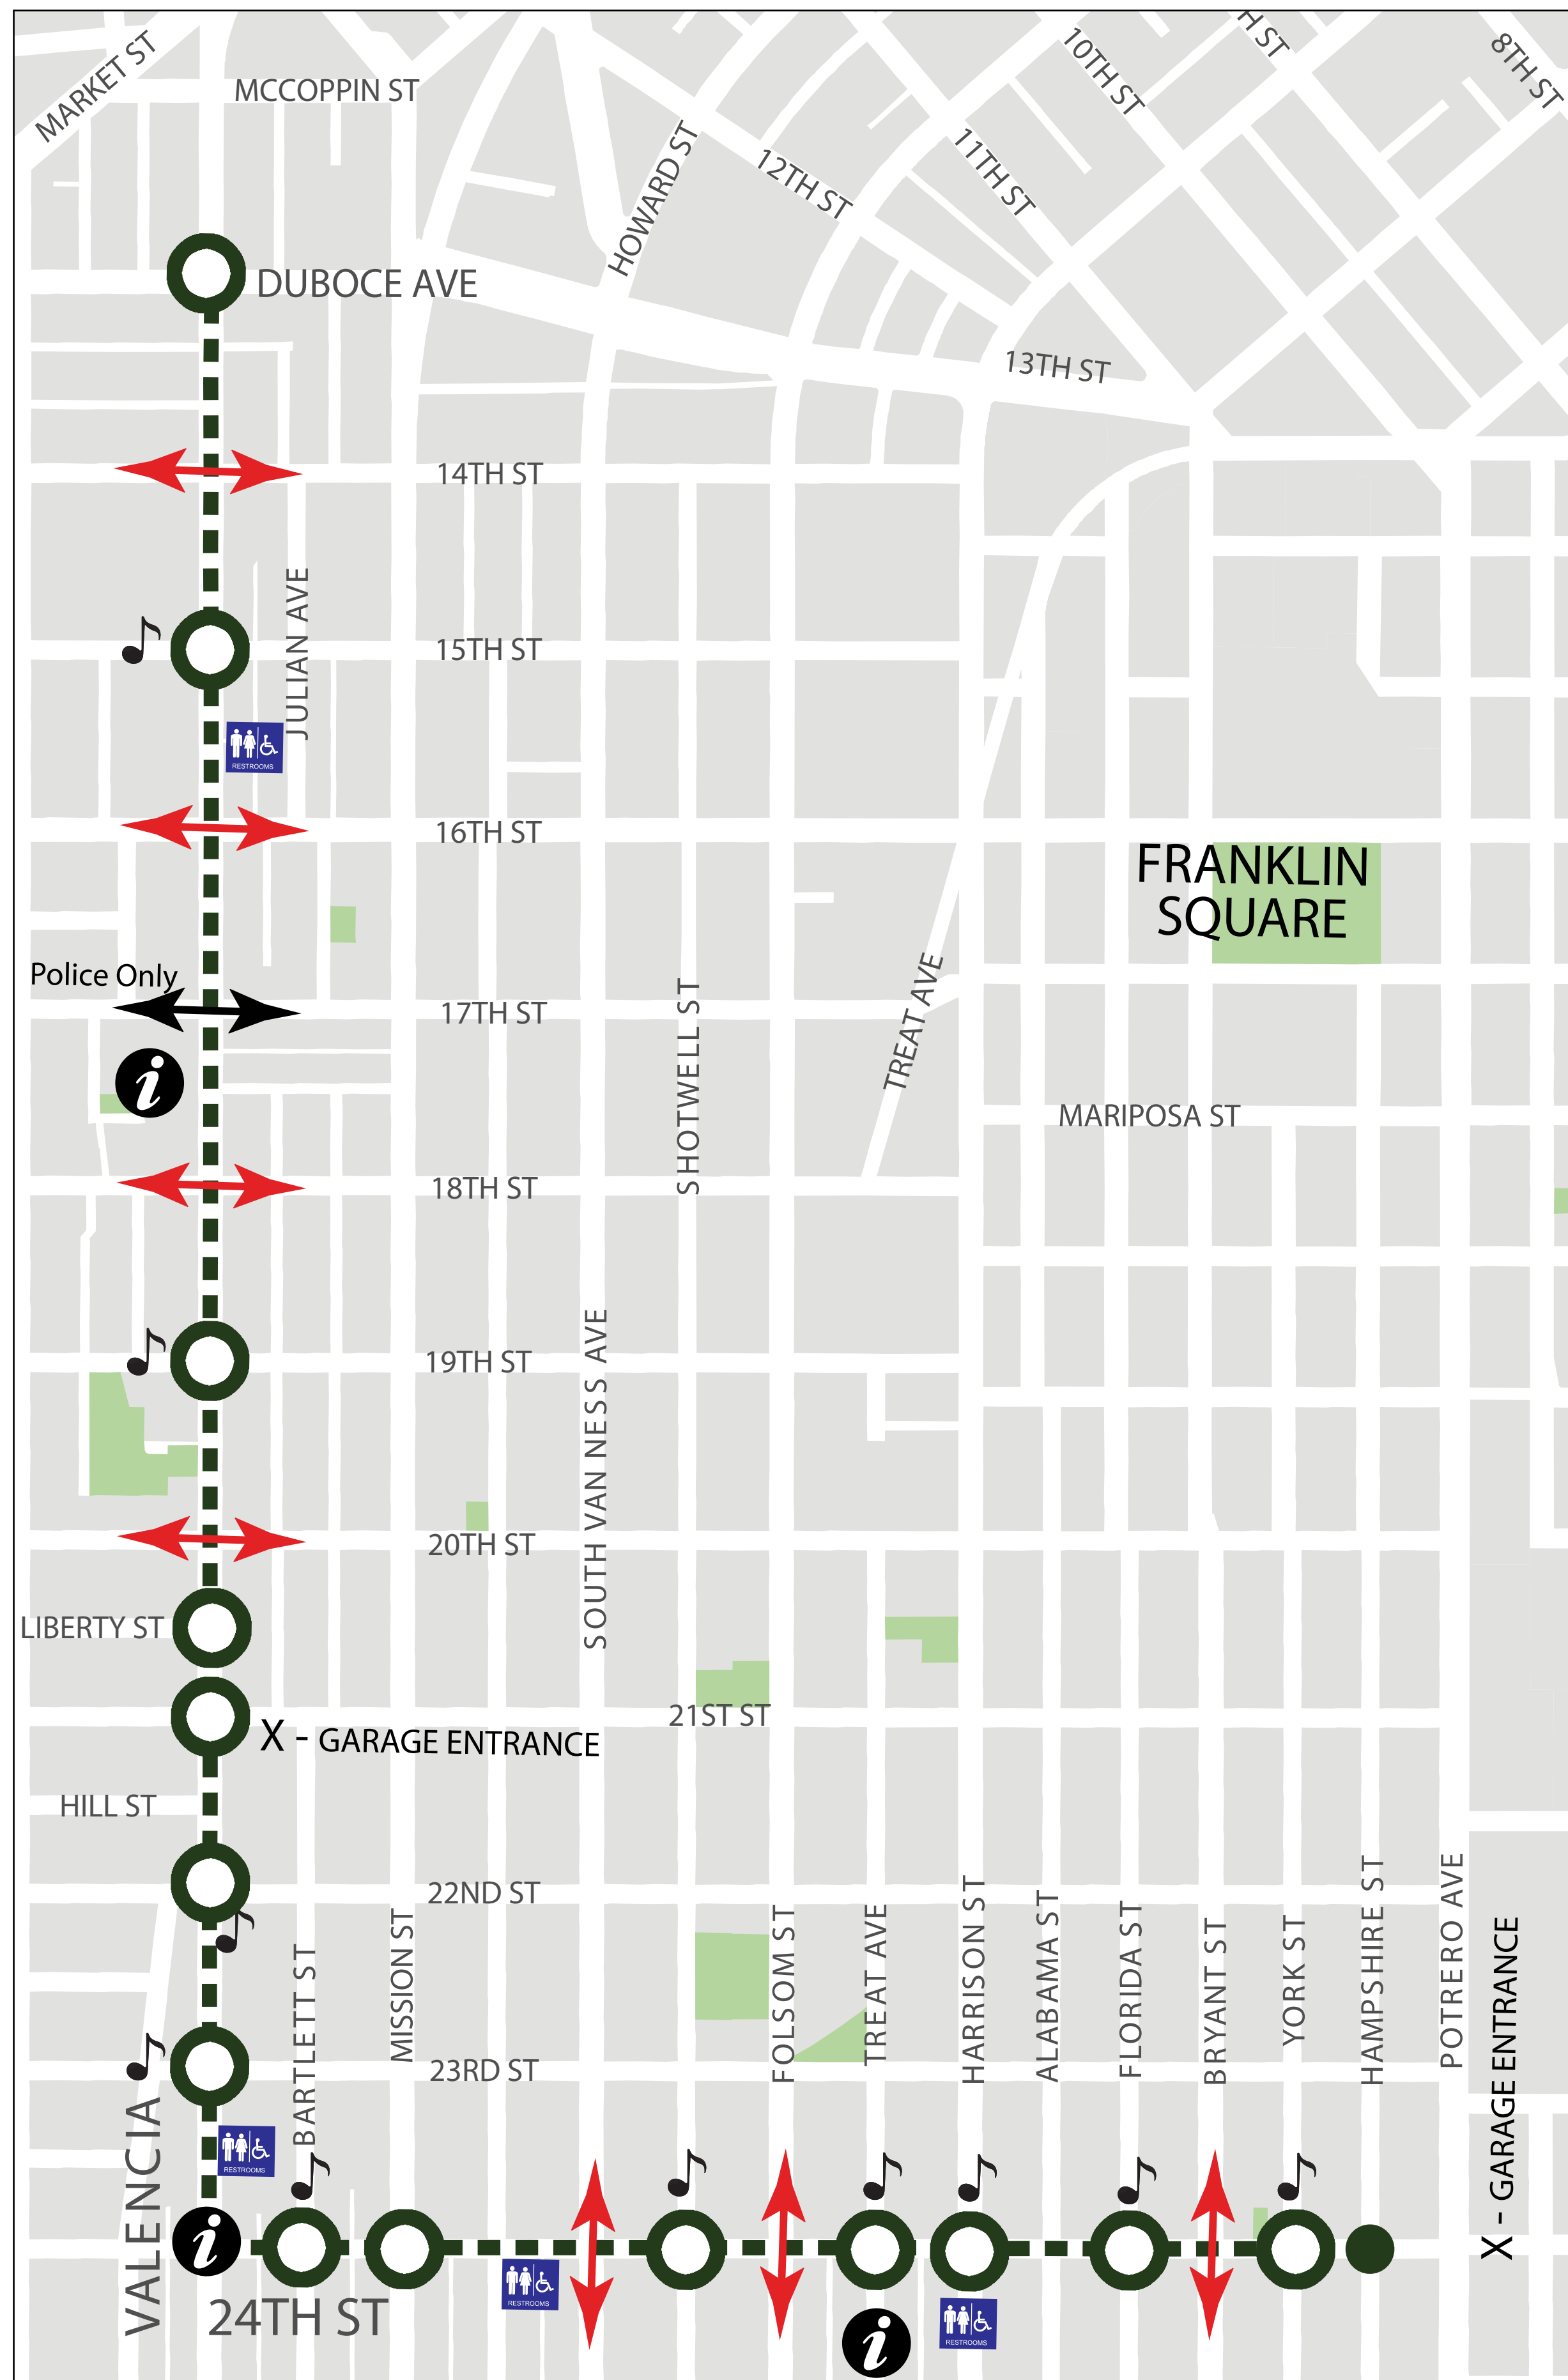 MARKET ST
MCCOPPIN ST
HOWARD ST
12TH ST
11TH ST
10TH ST
H ST
8TH ST
DUBOCE AVE
13TH ST
14TH ST
JULIAN AVE
15TH ST
RESTROOMS
16TH ST
FRANKLIN
SQUARE
Police Only
17TH ST
i
SHOTWELL ST
TREAT AVE
MARIPOSA ST
18TH ST
19TH ST
SOUTH VAN NESS AVE
20TH ST
LIBERTY ST
21ST ST
X - GARAGE ENTRANCE
HILL ST
22ND ST
BARTLETT ST
MISSION ST
FOLSOM ST
TREAT AVE
HARRISON ST
ALABAMA ST
FLORIDA ST
BRYANT ST
YORK ST
HAMPSHIRE ST
POTRERO AVE
X - GARAGE ENTRANCE
23RD ST
VALENCIA
RESTROOMS
i
RESTROOMS
24TH ST
i
RESTROOMS